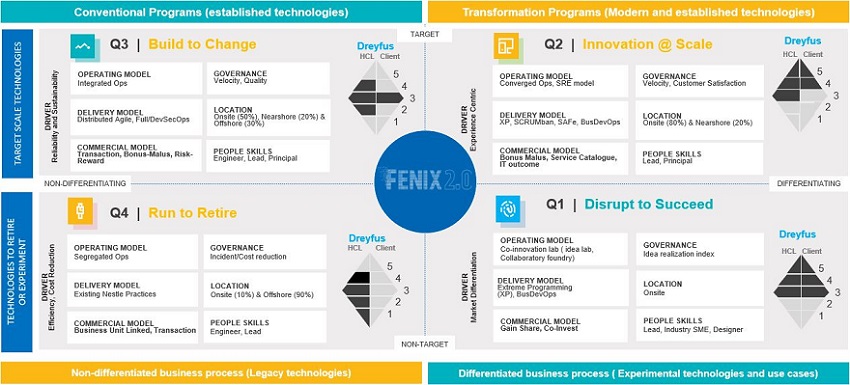 Conventional Programs (established technologies)
Transformation Programs (Modern and established technologies)
TARGET
TARGET SCALE TECHNOLOGIES
Q3 | Build to Change
Dreyfus
HCL Client
5
4
3
2
1
DRIVER
Reliability and Sustainability
OPERATING MODEL
Integrated Ops
GOVERNANCE
Velocity, Quality
DELIVERY MODEL
Distributed Agile, Full/DevSecOps
LOCATION
Onsite (50%), Nearshore (20%) &
Offshore (30%)
COMMERCIAL MODEL
Transaction, Bonus-Malus, Risk-
Reward
PEOPLE SKILLS
Engineer, Lead, Principal
Q2 | Innovation @ Scale
Dreyfus
HCL Client
5
4
3
2
1
DRIVER
Experience Centric
OPERATING MODEL
Converged Ops, SRE model
GOVERNANCE
Velocity, Customer Satisfaction
DELIVERY MODEL
XP, SCRUMban, SAFe, BusDevOps
LOCATION
Onsite (80%) & Nearshore (20%)
COMMERCIAL MODEL
Bonus Malus, Service Catalogue,
IT outcome
PEOPLE SKILLS
Lead, Principal
NON-DIFFERENTIATING
FENIX 2.0
DIFFERENTIATING
TECHNOLOGIES TO RETIRE
OR EXPERIMENT
Q4 | Run to Retire
Dreyfus
HCL Client
5
4
3
2
1
DRIVER
Efficiency, Cost Reduction
OPERATING MODEL
Segregated Ops
GOVERNANCE
Incident/Cost reduction
DELIVERY MODEL
Existing Nestle Practices
LOCATION
Onsite (10%) & Offshore (90%)
COMMERCIAL MODEL
Business Unit Linked, Transaction
PEOPLE SKILLS
Engineer, Lead
Q1 | Disrupt to Succeed
Dreyfus
HCL Client
5
4
3
2
1
DRIVER
Market Differentiation
OPERATING MODEL
Co-innovation lab ( idea lab,
Collaboratory foundry)
GOVERNANCE
Idea realization index
DELIVERY MODEL
Extreme Programming
(XP), BusDevOps
LOCATION
Onsite
COMMERCIAL MODEL
Gain Share, Co-Invest
PEOPLE SKILLS
Lead, Industry SME, Designer
NON-TARGET
Non-differentiated business process (Legacy technologies)
Differentiated business process ( Experimental technologies and use cases)